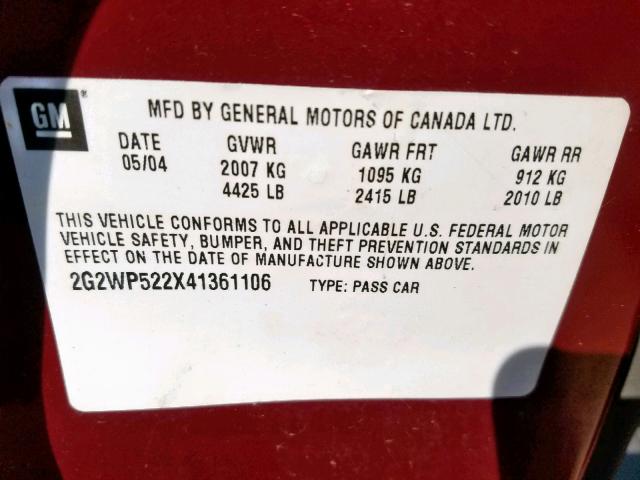 GM ®
MFD BY GENERAL MOTORS OF CANADA LTD.
DATE GVWR GAWR FRT GAWR RR
05/04 2007 KG 1095 KG 912 KG
4425 LB 2415 LB 2010 LB
THIS VEHICLE CONFORMS TO ALL APPLICABLE U.S. FEDERAL MOTOR
VEHICLE SAFETY, BUMPER, AND THEFT PREVENTION STANDARDS IN
EFFECT ON THE DATE OF MANUFACTURE SHOWN ABOVE.
2G2WP522X41361106 TYPE: PASS CAR